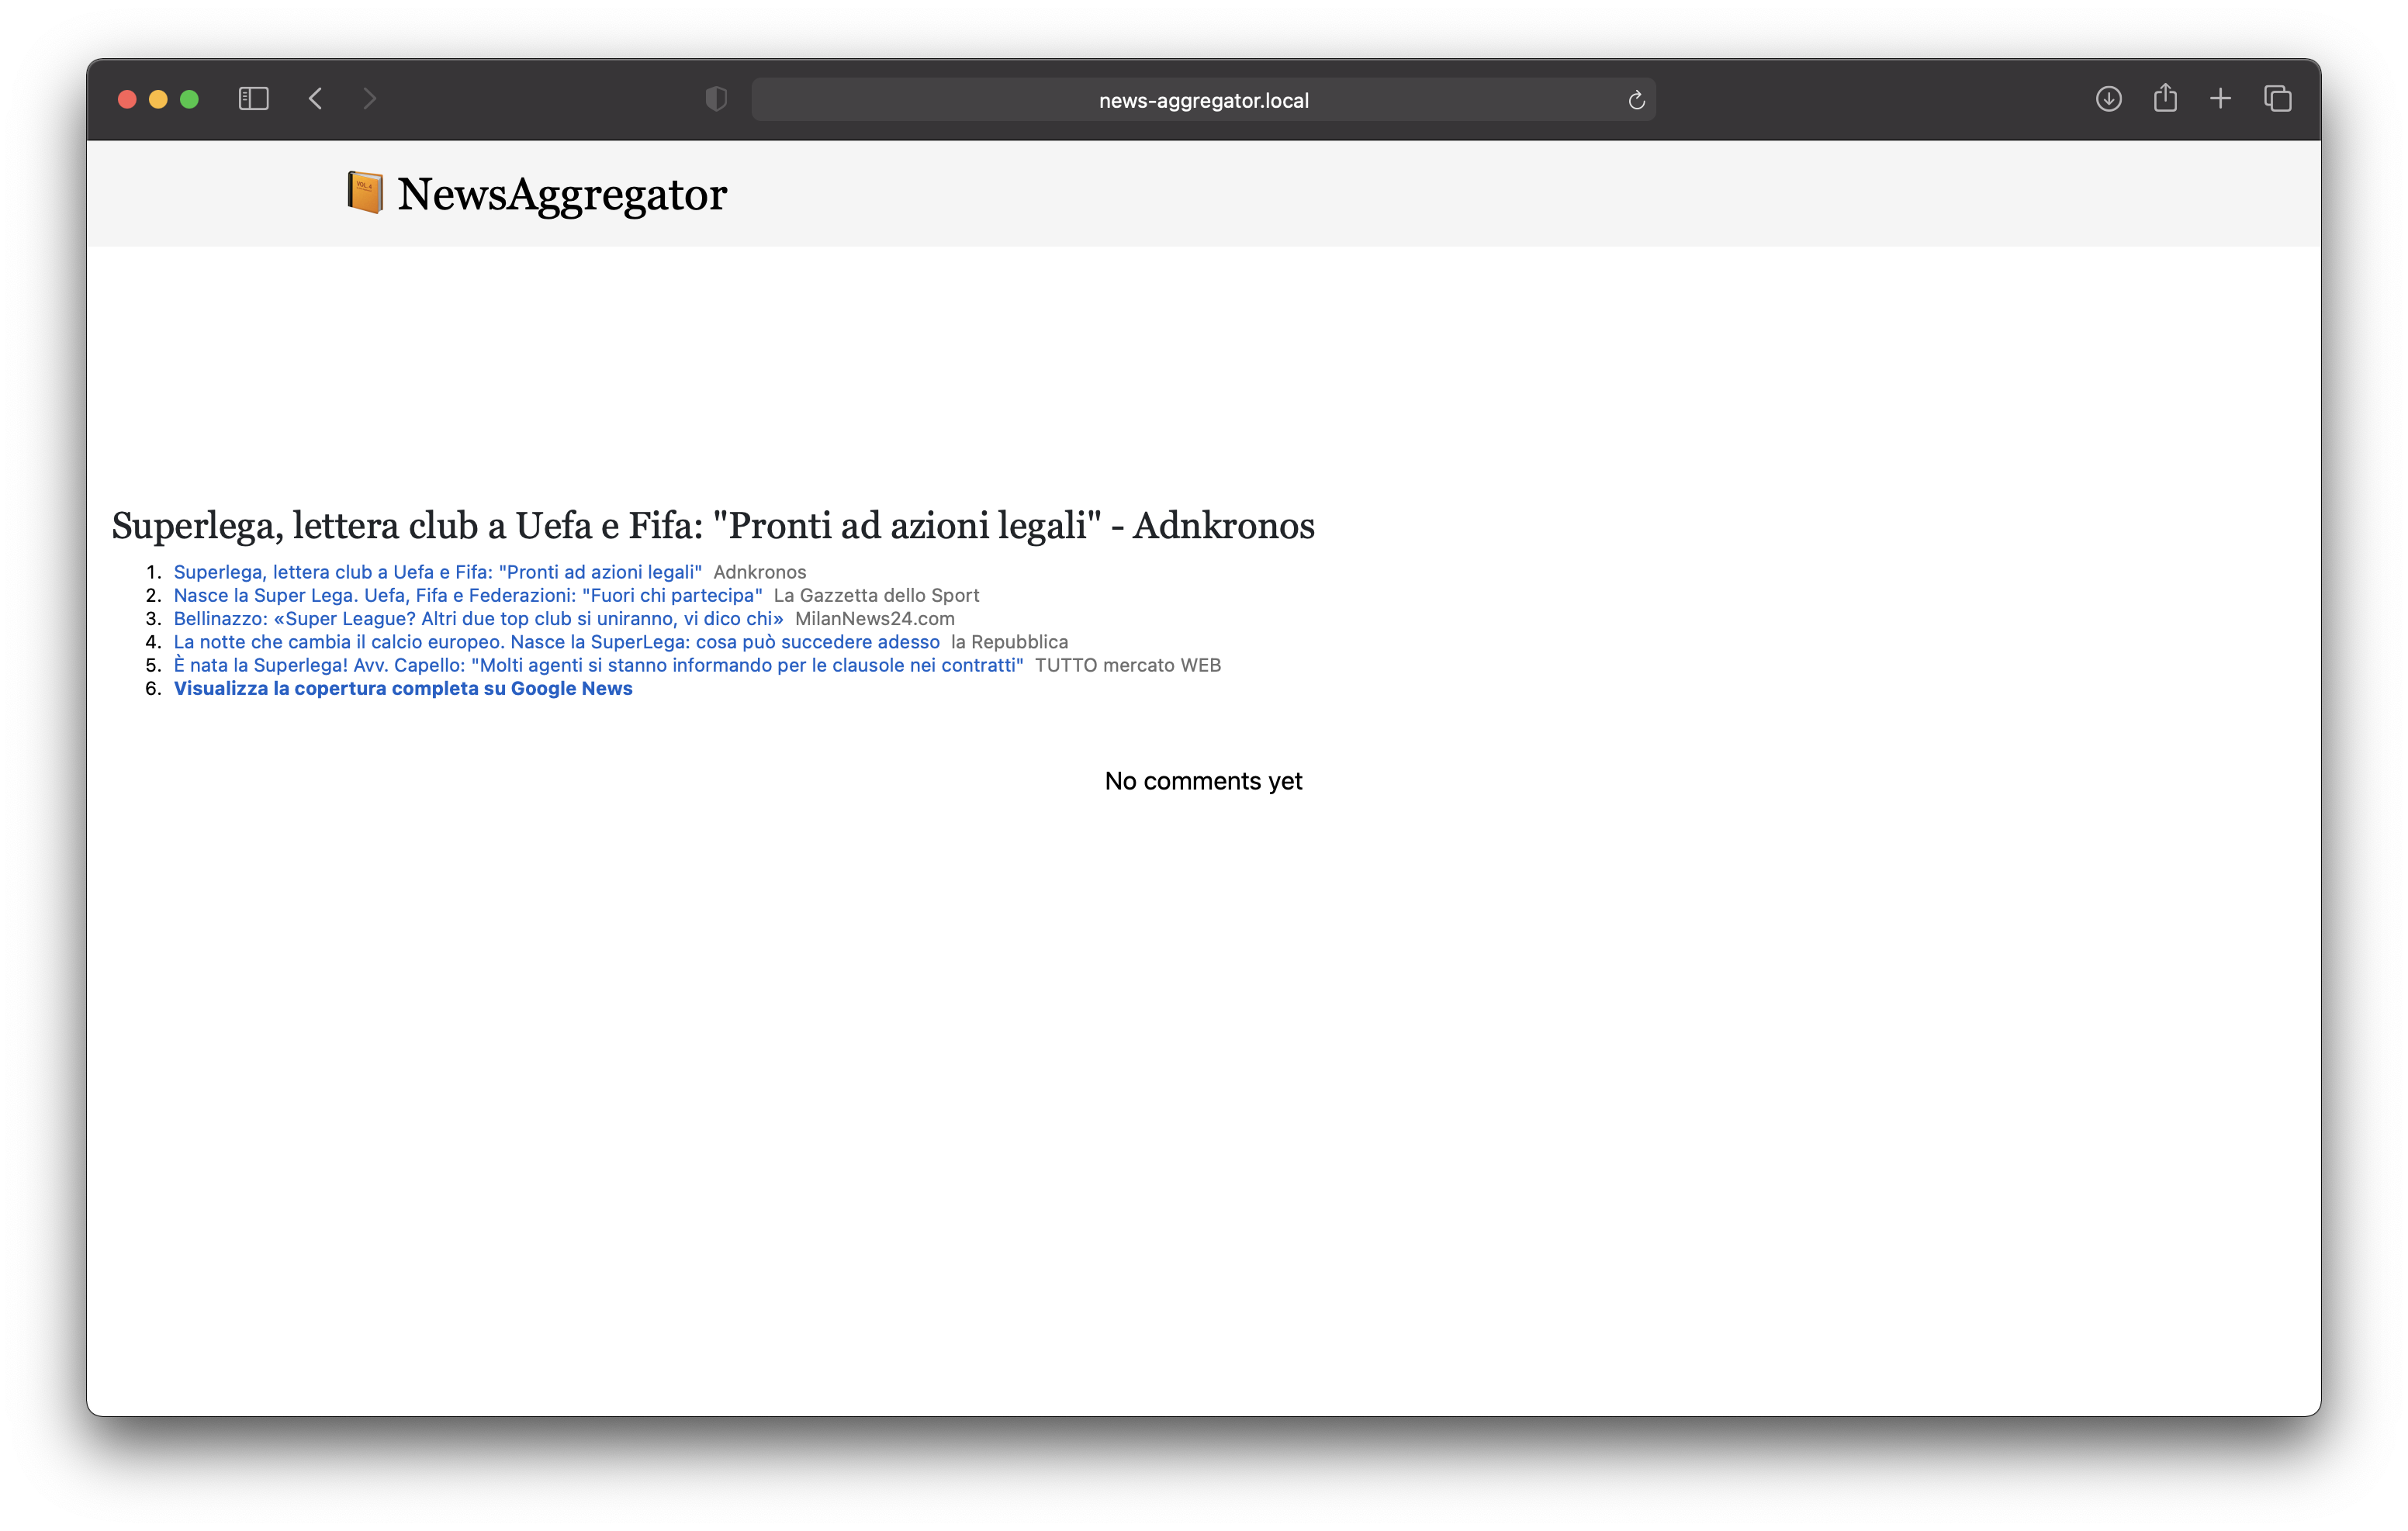 news-aggregator.local
NewsAggregator
Superlega, lettera club a Uefa e Fifa: "Pronti ad azioni legali" - Adnkronos
1. Superlega, lettera club a Uefa e Fifa: "Pronti ad azioni legali" Adnkronos
2. Nasce la Super Lega. Uefa, Fifa e Federazioni: "Fuori chi partecipa" La Gazzetta dello Sport
3. Bellinazzo: «Super League? Altri due top club si uniranno, vi dico chi» MilanNews24.com
4. La notte che cambia il calcio europeo. Nasce la SuperLega: cosa può succedere adesso la Repubblica
5. È nata la Superlega! Avv. Capello: "Molti agenti si stanno informando per le clausole nei contratti" TUTTO mercato WEB
6. Visualizza la copertura completa su Google News
No comments yet